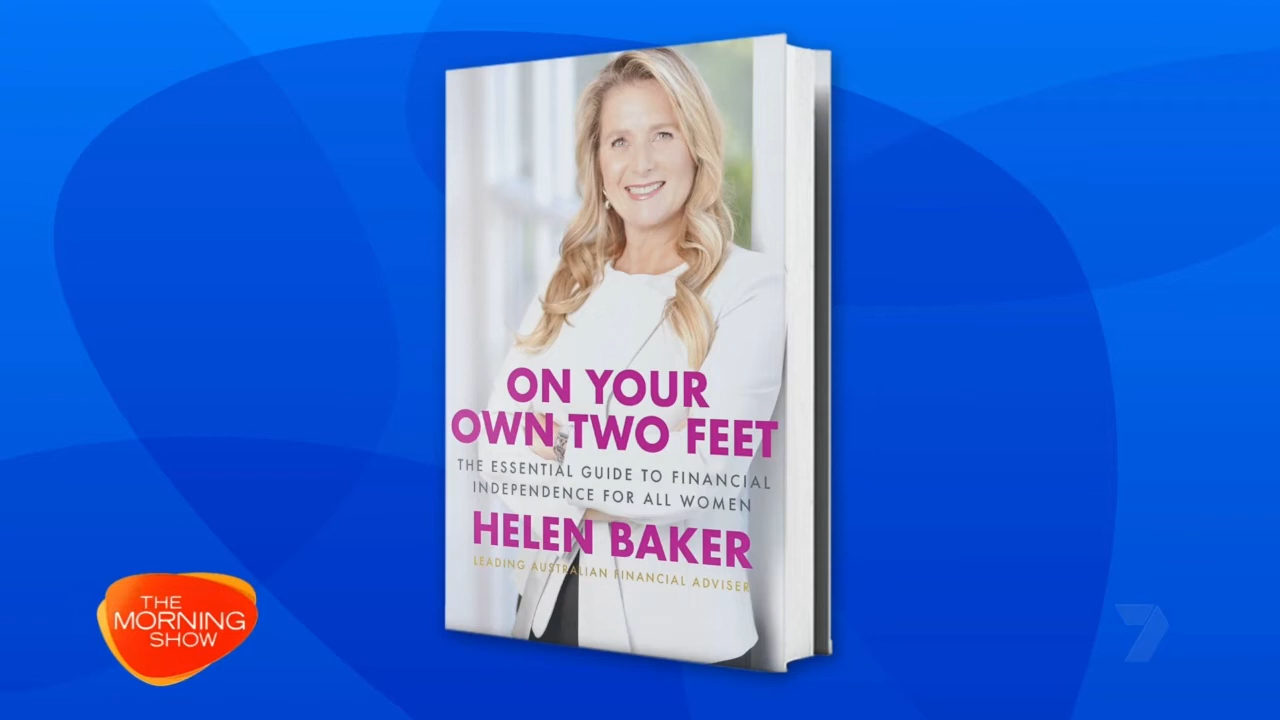 ON YOUR
OWN TWO FEET
THE ESSENTIAL GUIDE TO FINANCIAL
INDEPENDENCE FOR ALL WOMEN
HELEN BAKER
LEADING AUSTRALIAN FINANCIAL ADVISER
THE
MORNING
SHOW
7